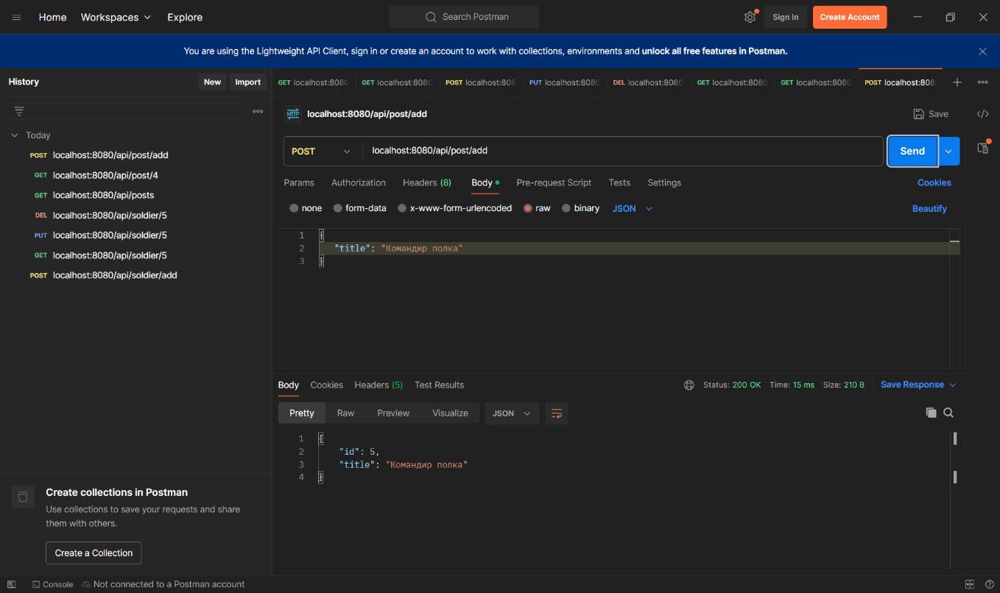 Home Workspaces Explore Search Postman Sign In Create Account
You are using the Lightweight API Client, sign in or create an account to work with collections, environments and unlock all free features in Postman.
History New Import
GET localhost:8080 GET localhost:8080 POST localhost:808 PUT localhost:8080 DEL localhost:8080 GET localhost:8080 GET localhost:8080 POST localhost:808
HTTP localhost:8080/api/post/add Save
Today
POST localhost:8080/api/post/add
GET localhost:8080/api/post/4
GET localhost:8080/api/posts
DEL localhost:8080/api/soldier/5
PUT localhost:8080/api/soldier/5
GET localhost:8080/api/soldier/5
POST localhost:8080/api/soldier/add
POST localhost:8080/api/post/add Send
Params Authorization Headers (8) Body Pre-request Script Tests Settings Cookies
none form-data x-www-form-urlencoded raw binary JSON Beautify
1 {
2 "title": "Командир полка"
3 }
Body Cookies Headers (5) Test Results Status: 200 OK Time: 15 ms Size: 210 B Save Response
Pretty Raw Preview Visualize JSON
1 {
2 "id": 5,
3 "title": "Командир полка"
4 }
Create collections in Postman
Use collections to save your requests and share
them with others.
Create a Collection
Console Not connected to a Postman account